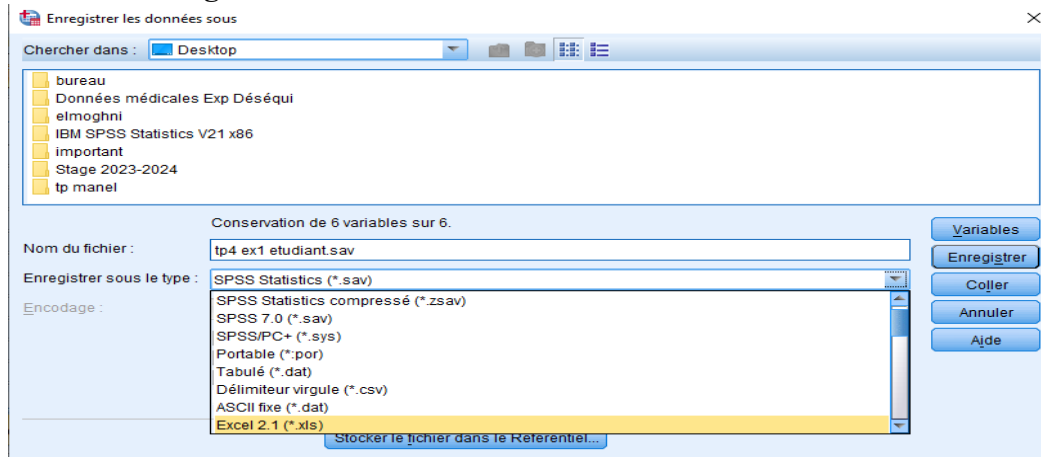 Enregistrer les données sous
Chercher dans : Desktop
bureau
Données médicales Exp Déséqui
elmoghni
IBM SPSS Statistics V21 x86
important
Stage 2023-2024
tp manel
Conservation de 6 variables sur 6.
Nom du fichier : tp4 ex1 etudiant.sav
Enregistrer sous le type : SPSS Statistics (*.sav)
Encodage :
SPSS Statistics compressé (*.zsav)
SPSS 7.0 (*.sav)
SPSS/PC+ (*.sys)
Portable (*:por)
Tabulé (*.dat)
Délimiteur virgule (*.csv)
ASCII fixe (*.dat)
Excel 2.1 (*.xls)
Stocker le fichier dans le Référentiel...
Variables
Enregistrer
Coller
Annuler
Aide